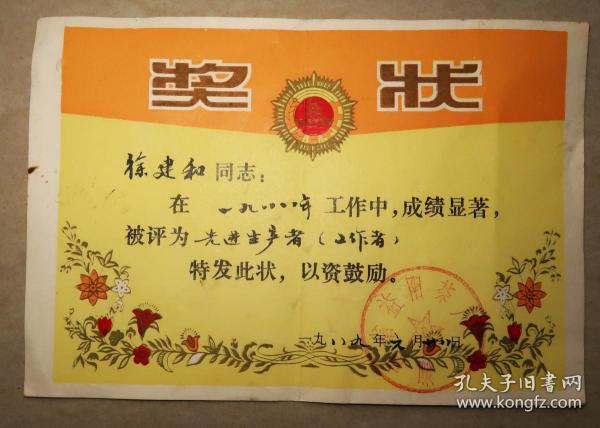 奖状
徐建和同志:
在一九八八年工作中,成绩显著,
被评为先进生产者(工作者)
特发此状,以资鼓励。
一九八九年元月日
孔夫子旧书网
www.kongfz.com